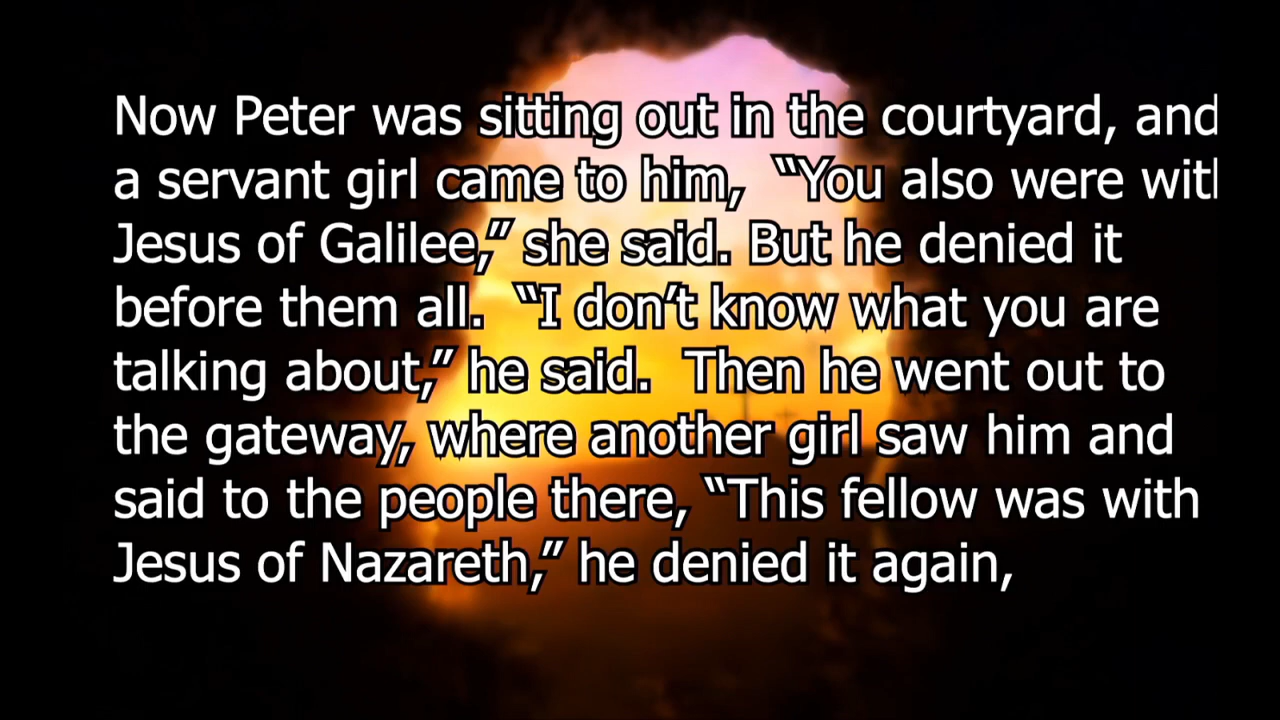 Now Peter was sitting out in the courtyard, and
a servant girl came to him,  “You also were with
Jesus of Galilee,” she said. But he denied it
before them all.  “I don’t know what you are
talking about,” he said.  Then he went out to
the gateway, where another girl saw him and
said to the people there, “This fellow was with
Jesus of Nazareth,” he denied it again,